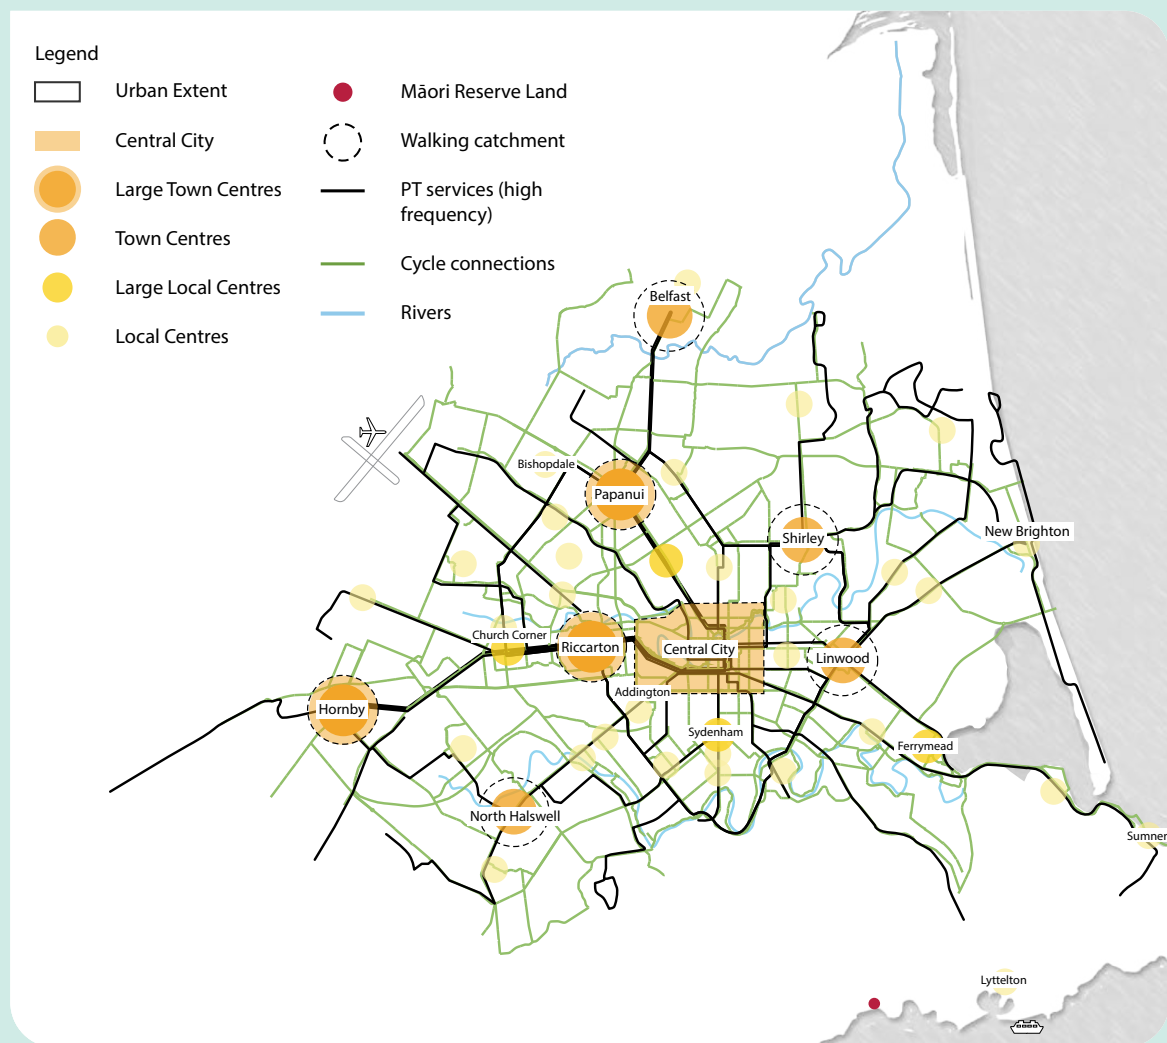 Legend
Urban Extent
Central City
Large Town Centres
Town Centres
Large Local Centres
Local Centres
Māori Reserve Land
Walking catchment
PT services (high
frequency)
Cycle connections
Rivers
Belfast
Bishopdale
Papanui
Shirley
New Brighton
Church Corner
Riccarton
Central City
Linwood
Addington
Hornby
Sydenham
Ferrymead
North Halswell
Sumner
Lyttelton